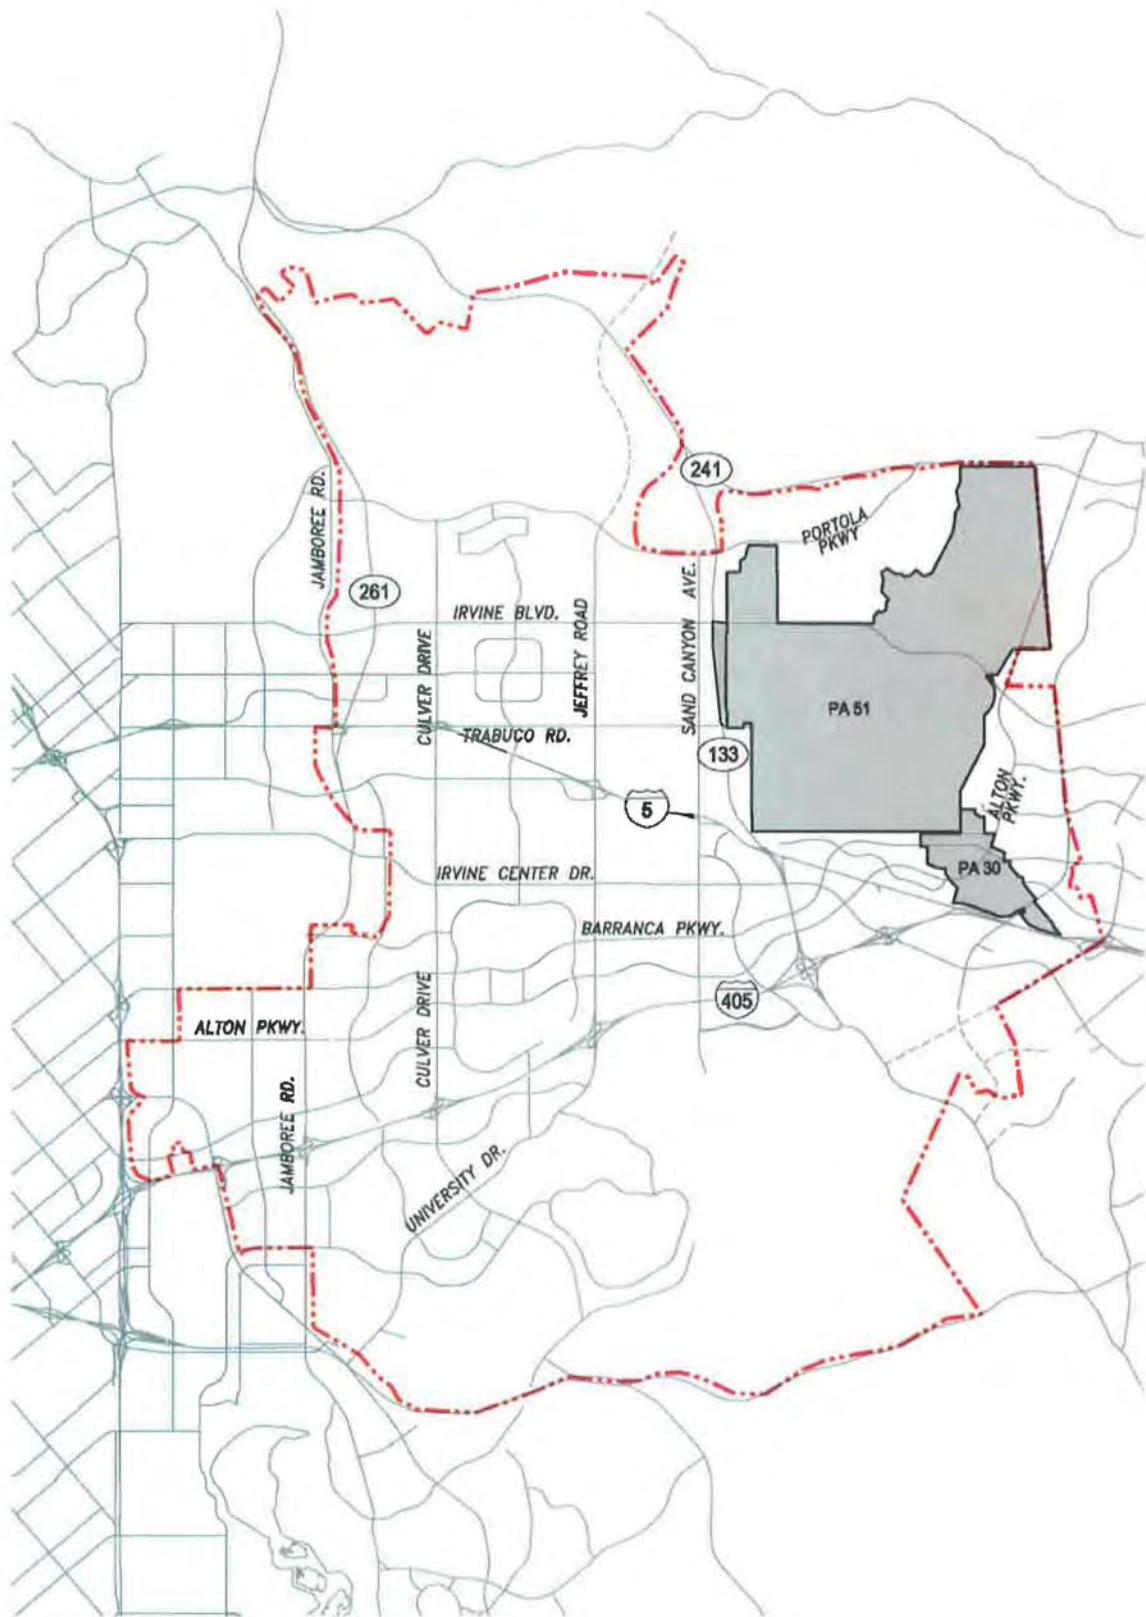 241
JAMBOREE RD.
PORTOLA
PKWY
261
IRVINE BLVD.
CULVER DRIVE
JEFFREY ROAD
SAND CANYON AVE.
PA 51
TRABUCO RD.
133
5
ALTON
PKWY.
IRVINE CENTER DR.
PA 30
BARRANCA PKWY.
405
CULVER DRIVE
ALTON PKWY.
JAMBOREE RD.
UNIVERSITY DR.